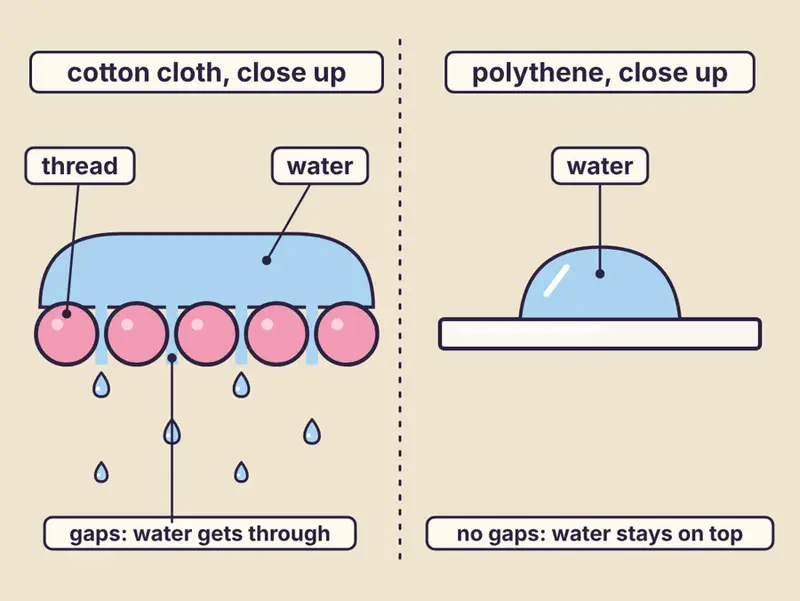 cotton cloth, close up
polythene, close up
thread
water
water
gaps: water gets through
no gaps: water stays on top